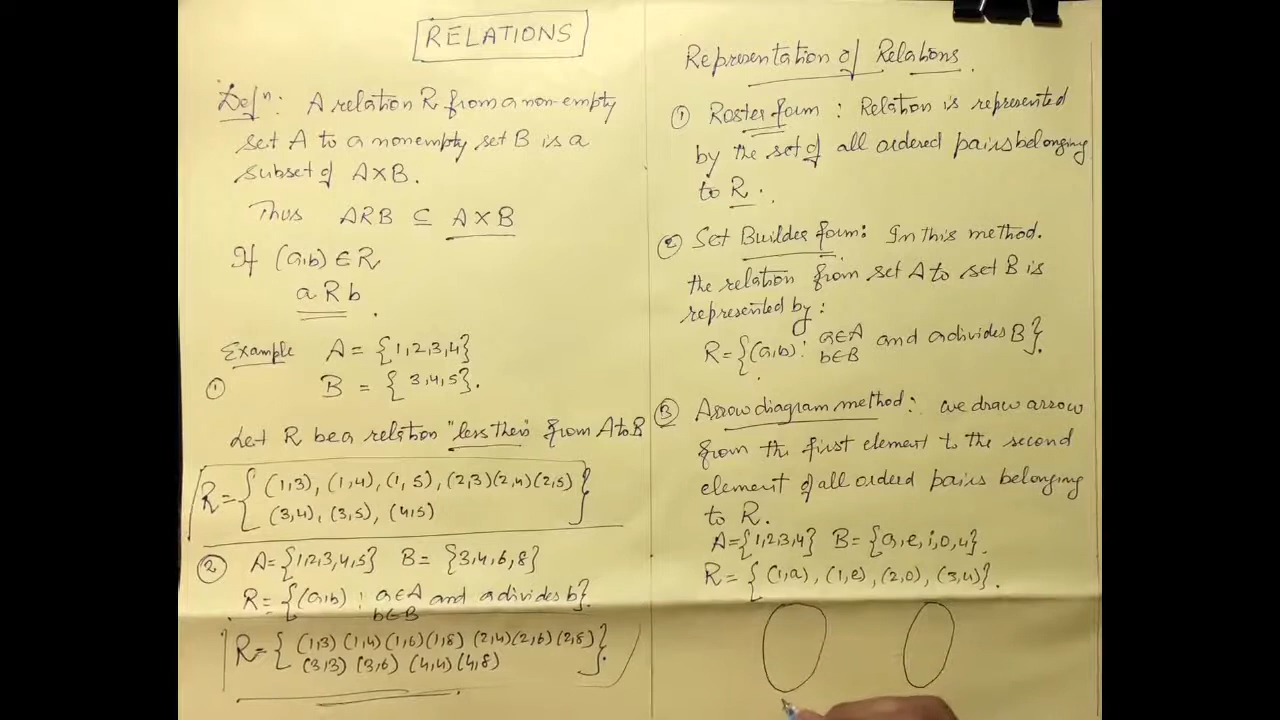 RELATIONS
Defⁿ: A relation R from a non-empty
set A to a nonempty set B is a
subset of A×B.
Thus ARB ⊆ A×B
If (a,b) ∈ R
a R b.
Example A = {1,2,3,4}
① B = {3,4,5}.
Let R be a relation "less then" from A to B
R = { (1,3), (1,4), (1,5), (2,3) (2,4) (2,5)
(3,4), (3,5), (4,5) }
② A = {1,2,3,4,5} B = {3,4,6,8}
R = {(a,b) : a∈A and a divides b}.
b∈B
R = { (1,3) (1,4) (1,6) (1,8) (2,4) (2,6) (2,8)
(3,3) (3,6) (4,4) (4,8) }.
Representation of Relations.
① Roster form : Relation is represented
by the set of all ordered pairs belonging
to R.
② Set Builder form: In this method.
the relation from set A to set B is
represented by:
R = {(a,b): a∈A and a divides B}.
b∈B
③ Arrow diagram method: we draw arrow
from the first element to the second
element of all ordered pairs belonging
to R.
A={1,2,3,4} B={a,e,i,o,u}.
R = { (1,a), (1,e), (2,o), (3,u)}.